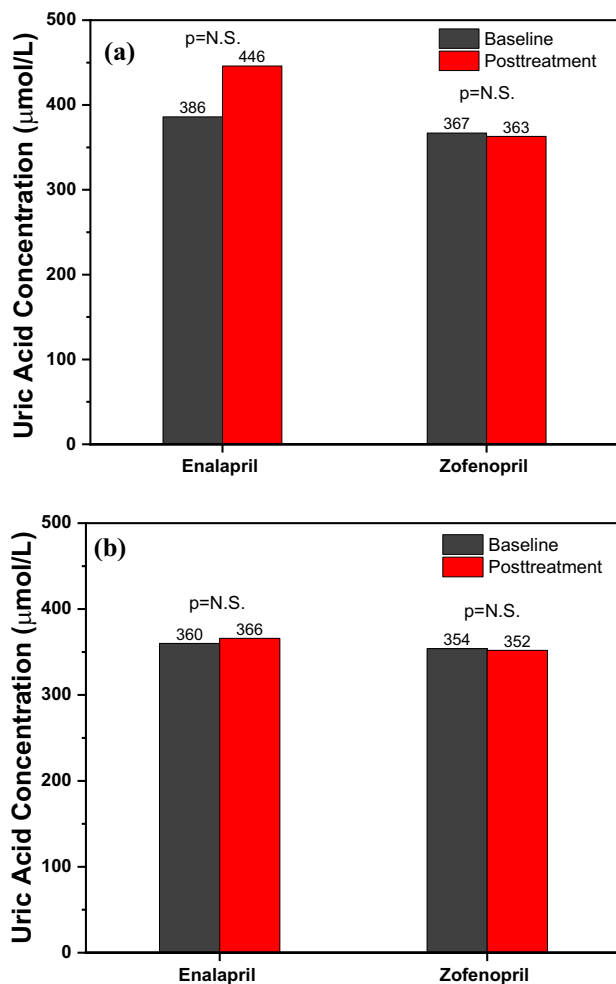 (a)
Baseline
Posttreatment
p=N.S.
386
446
p=N.S.
367
363
Uric Acid Concentration (μmol/L)
500
400
300
200
100
0
Enalapril
Zofenopril
(b)
Baseline
Posttreatment
p=N.S.
360
366
p=N.S.
354
352
Uric Acid Concentration (μmol/L)
500
400
300
200
100
0
Enalapril
Zofenopril